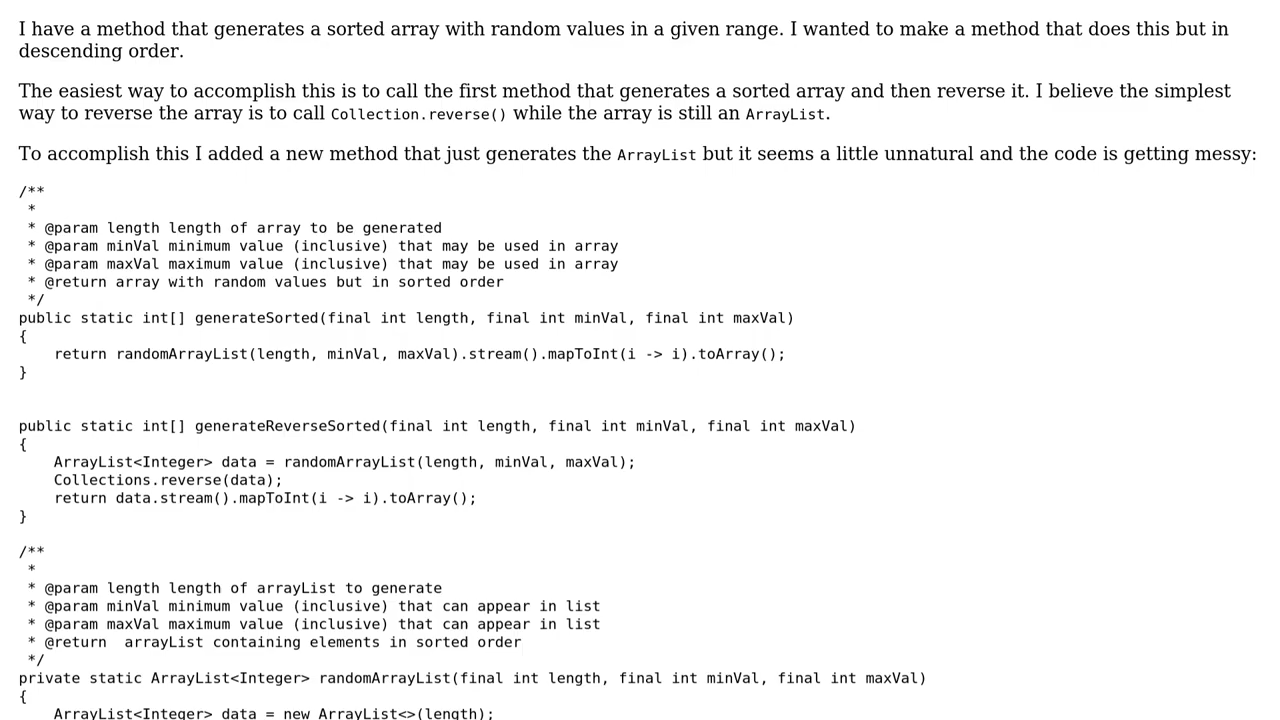 I have a method that generates a sorted array with random values in a given range. I wanted to make a method that does this but in
descending order.
The easiest way to accomplish this is to call the first method that generates a sorted array and then reverse it. I believe the simplest
way to reverse the array is to call Collection.reverse() while the array is still an ArrayList.
To accomplish this I added a new method that just generates the ArrayList but it seems a little unnatural and the code is getting messy:
/**
 *
 * @param length length of array to be generated
 * @param minVal minimum value (inclusive) that may be used in array
 * @param maxVal maximum value (inclusive) that may be used in array
 * @return array with random values but in sorted order
 */
public static int[] generateSorted(final int length, final int minVal, final int maxVal)
{
    return randomArrayList(length, minVal, maxVal).stream().mapToInt(i -> i).toArray();
}
public static int[] generateReverseSorted(final int length, final int minVal, final int maxVal)
{
    ArrayList<Integer> data = randomArrayList(length, minVal, maxVal);
    Collections.reverse(data);
    return data.stream().mapToInt(i -> i).toArray();
}
/**
 *
 * @param length length of arrayList to generate
 * @param minVal minimum value (inclusive) that can appear in list
 * @param maxVal maximum value (inclusive) that can appear in list
 * @return  arrayList containing elements in sorted order
 */
private static ArrayList<Integer> randomArrayList(final int length, final int minVal, final int maxVal)
{
    ArrayList<Integer> data = new ArrayList<>(length);